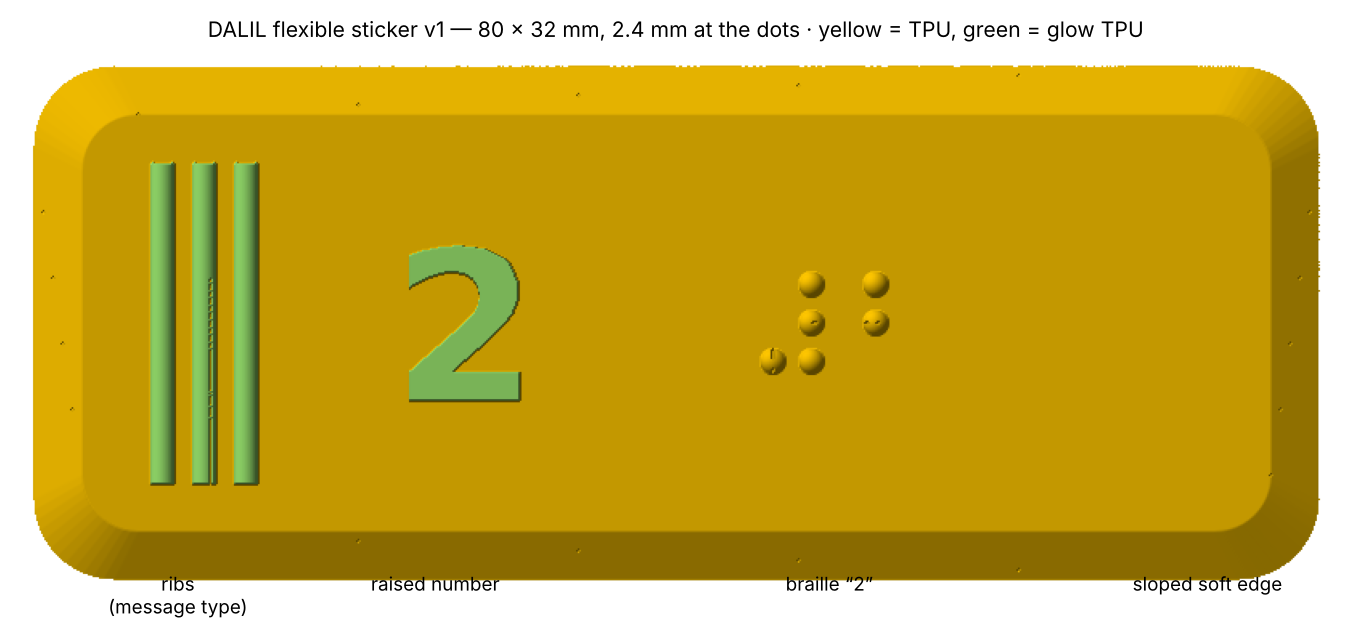 DALIL flexible sticker v1 — 80 × 32 mm, 2.4 mm at the dots · yellow = TPU, green = glow TPU
2
ribs
(message type)
raised number
braille “2”
sloped soft edge